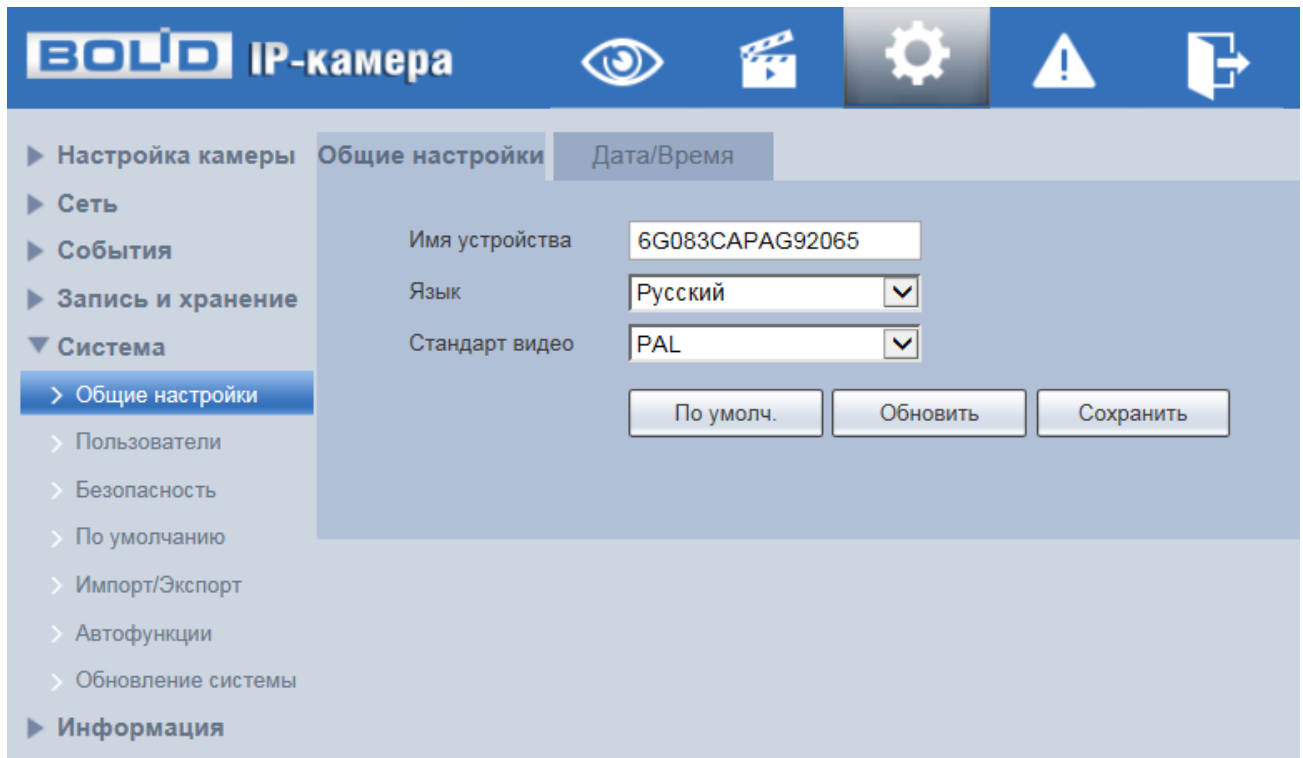 BOLID IP-камера
Настройка камеры
Сеть
События
Запись и хранение
Система
Общие настройки
Пользователи
Безопасность
По умолчанию
Импорт/Экспорт
Автофункции
Обновление системы
Информация
Общие настройки Дата/Время
Имя устройства 6G083CAPAG92065
Язык Русский
Стандарт видео PAL
По умолч. Обновить Сохранить